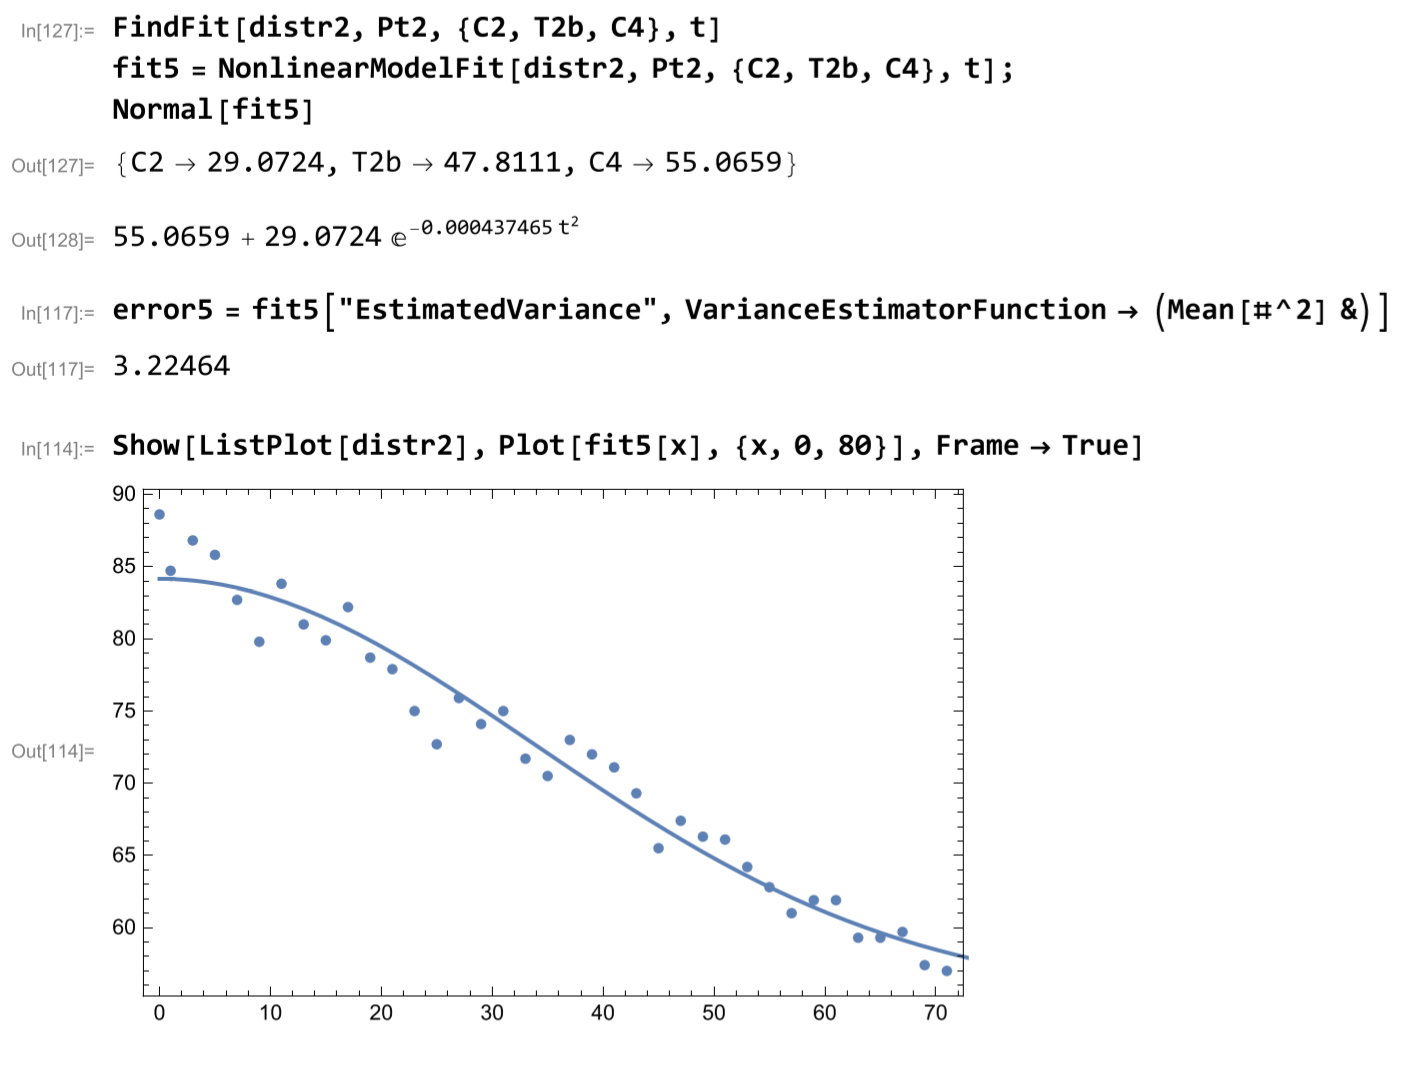 In[127]:= FindFit[distr2, Pt2, {C2, T2b, C4}, t]
fit5 = NonlinearModelFit[distr2, Pt2, {C2, T2b, C4}, t];
Normal[fit5]
Out[127]= {C2 → 29.0724, T2b → 47.8111, C4 → 55.0659}
Out[128]= 55.0659 + 29.0724 ⅇ^-0.000437465 t²
In[117]:= error5 = fit5["EstimatedVariance", VarianceEstimatorFunction → (Mean[#^2] &)]
Out[117]= 3.22464
In[114]:= Show[ListPlot[distr2], Plot[fit5[x], {x, 0, 80}], Frame → True]
90
85
80
75
Out[114]=
70
65
60
0 10 20 30 40 50 60 70